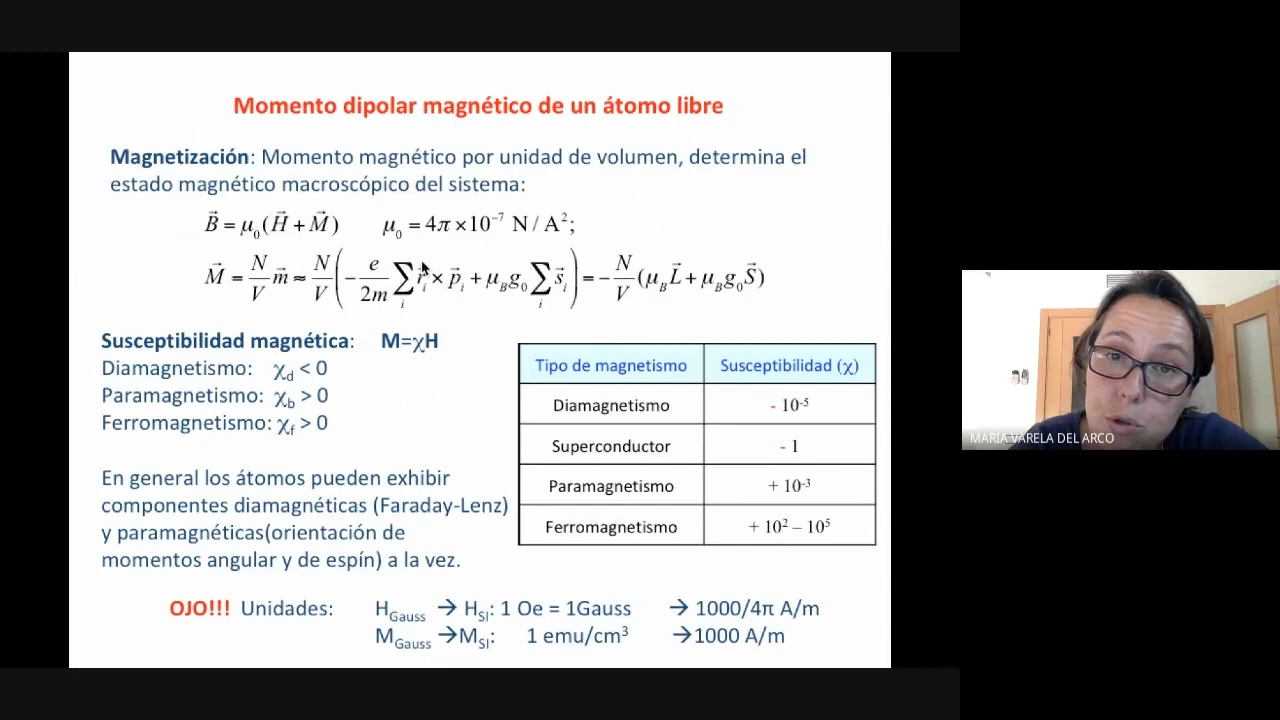 Momento dipolar magnético de un átomo libre
Magnetización: Momento magnético por unidad de volumen, determina el
estado magnético macroscópico del sistema:
B⃗ = μ₀(H⃗ + M⃗)  μ₀ = 4π×10⁻⁷ N / A²;
M⃗ = N/V m⃗ ≈ N/V (− e/2m ∑ᵢ r⃗ᵢ × p⃗ᵢ + μ_B g₀ ∑ᵢ s⃗ᵢ) = − N/V (μ_B L⃗ + μ_B g₀ S⃗)
Susceptibilidad magnética: M=χH
Diamagnetismo: χ_d < 0
Paramagnetismo: χ_b > 0
Ferromagnetismo: χ_f > 0
En general los átomos pueden exhibir
componentes diamagnéticas (Faraday-Lenz)
y paramagnéticas(orientación de
momentos angular y de espín) a la vez.
Tipo de magnetismo Susceptibilidad (χ)
Diamagnetismo - 10⁻⁵
Superconductor - 1
Paramagnetismo + 10⁻³
Ferromagnetismo + 10² – 10⁵
OJO!!! Unidades: H_Gauss → H_SI: 1 Oe = 1Gauss → 1000/4π A/m
M_Gauss →M_SI: 1 emu/cm³ →1000 A/m
MARIA VARELA DEL ARCO